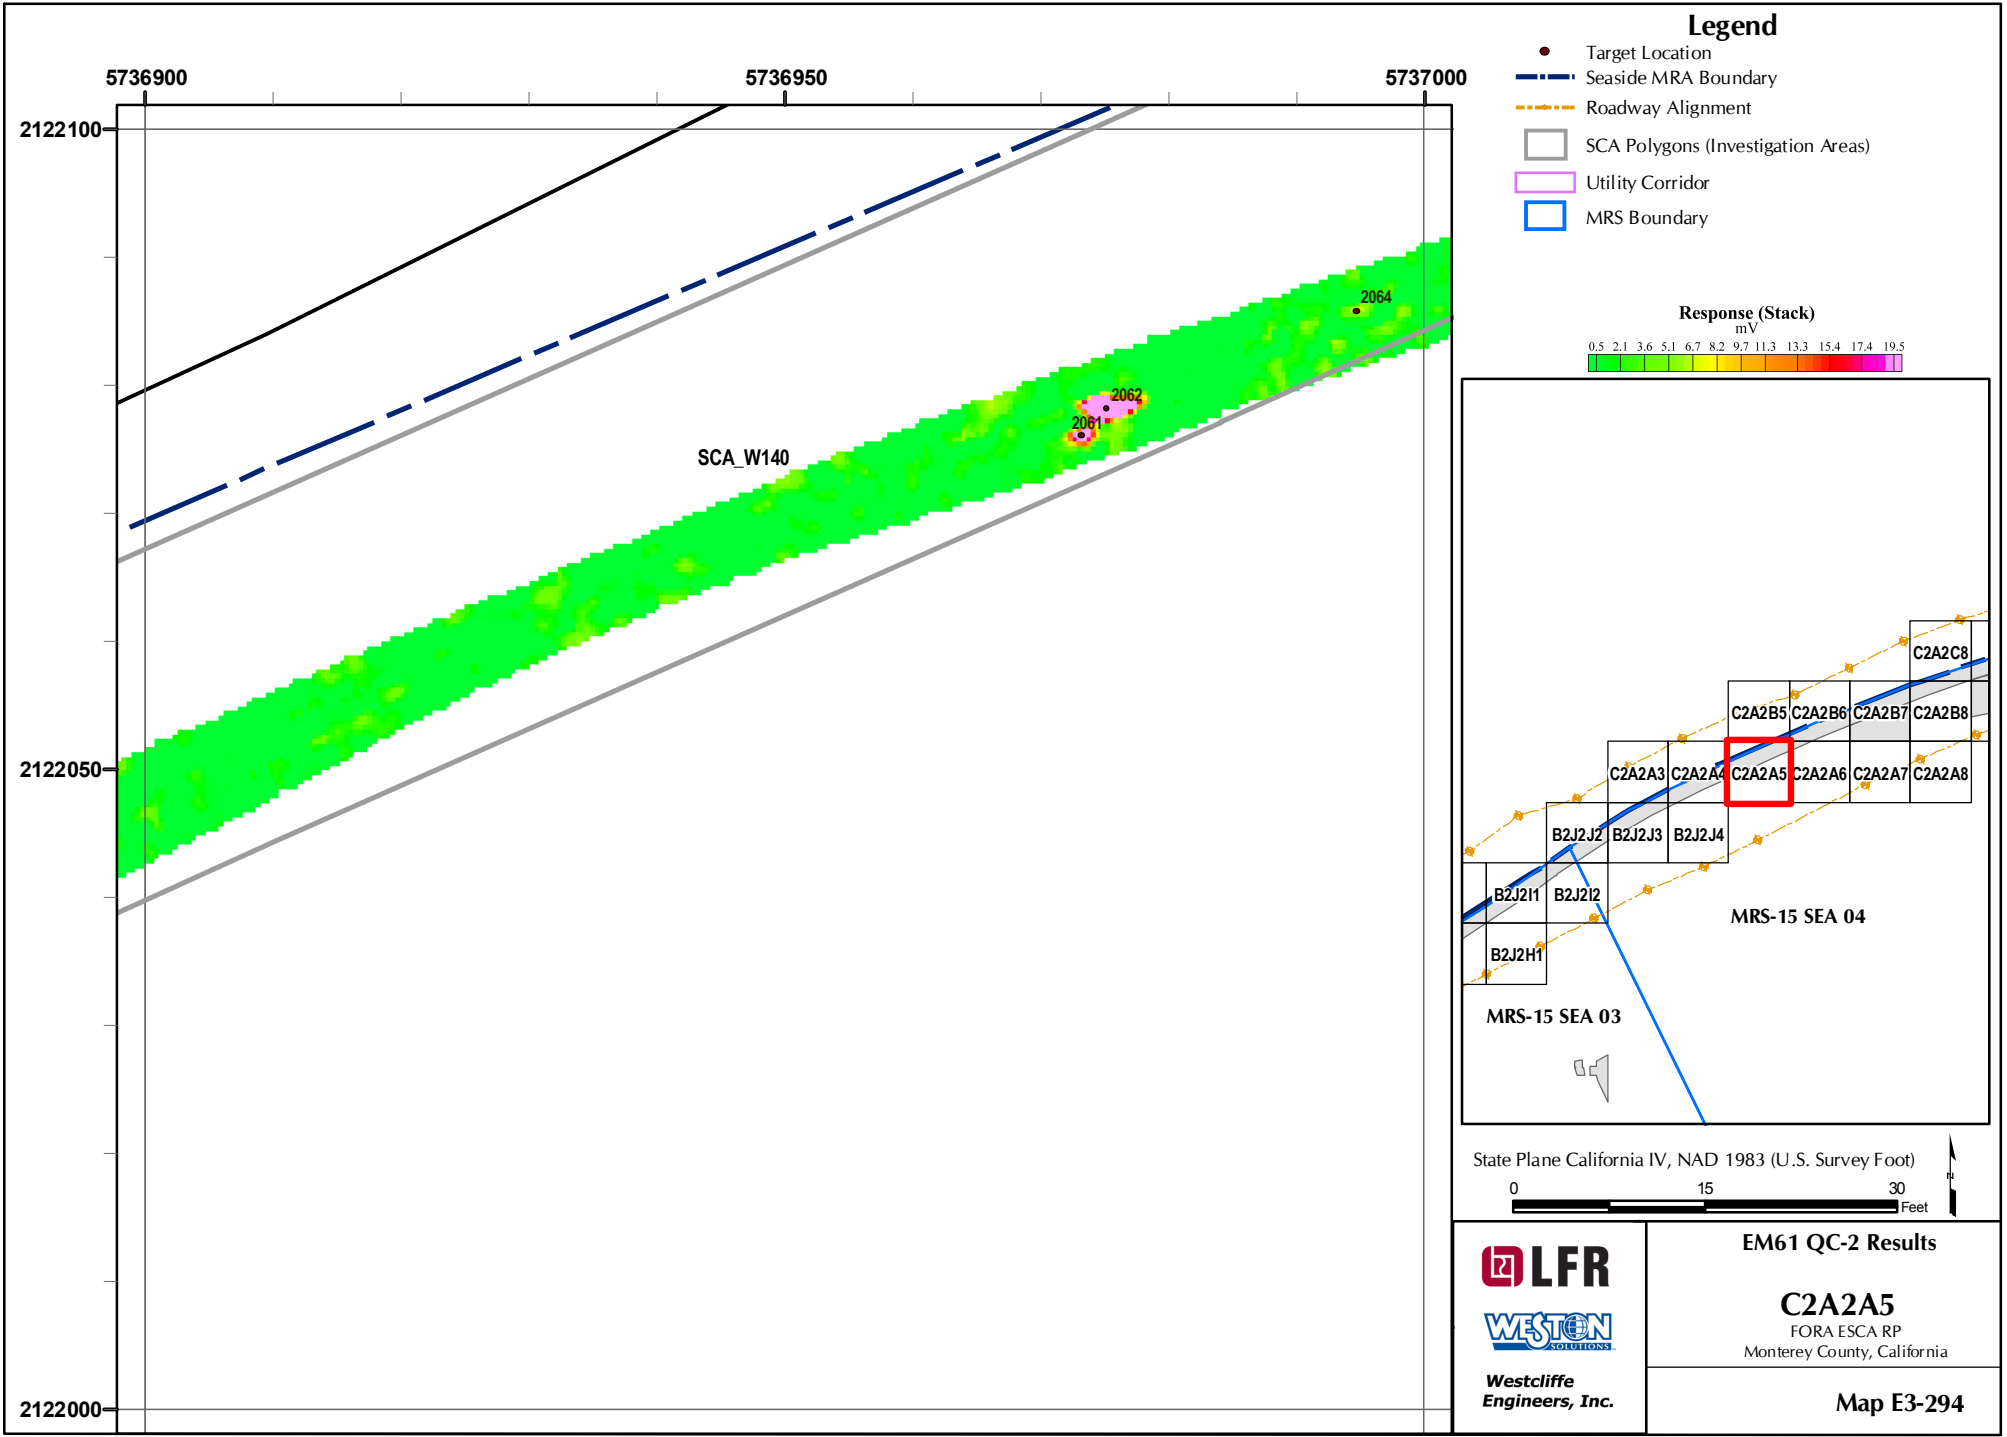 5736900
5736950
5737000
2122100
2122050
2122000
SCA_W140
2064
2062
2061
Legend
Target Location
Seaside MRA Boundary
Roadway Alignment
SCA Polygons (Investigation Areas)
Utility Corridor
MRS Boundary
Response (Stack)
mV
0.5 2.1 3.6 5.1 6.7 8.2 9.7 11.3 13.3 15.4 17.4 19.5
C2A2C8
C2A2B5 C2A2B6 C2A2B7 C2A2B8
C2A2A3 C2A2A4 C2A2A5 C2A2A6 C2A2A7 C2A2A8
B2J2J2 B2J2J3 B2J2J4
B2J2I1 B2J2I2
MRS-15 SEA 04
B2J2H1
MRS-15 SEA 03
State Plane California IV, NAD 1983 (U.S. Survey Foot)
0 15 30
Feet
N
LFR
WESTON
SOLUTIONS
Westcliffe
Engineers, Inc.
EM61 QC-2 Results
C2A2A5
FORA ESCA RP
Monterey County, California
Map E3-294